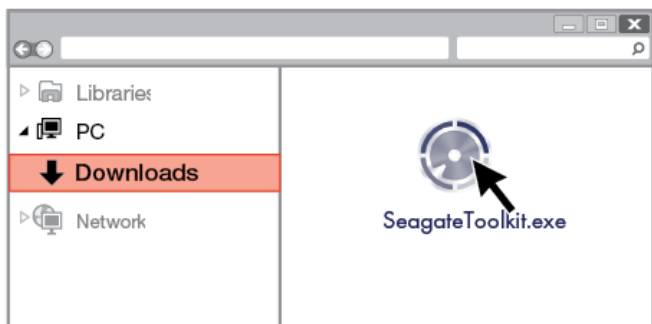 Libraries
PC
Downloads
Network
SeagateToolkit.exe